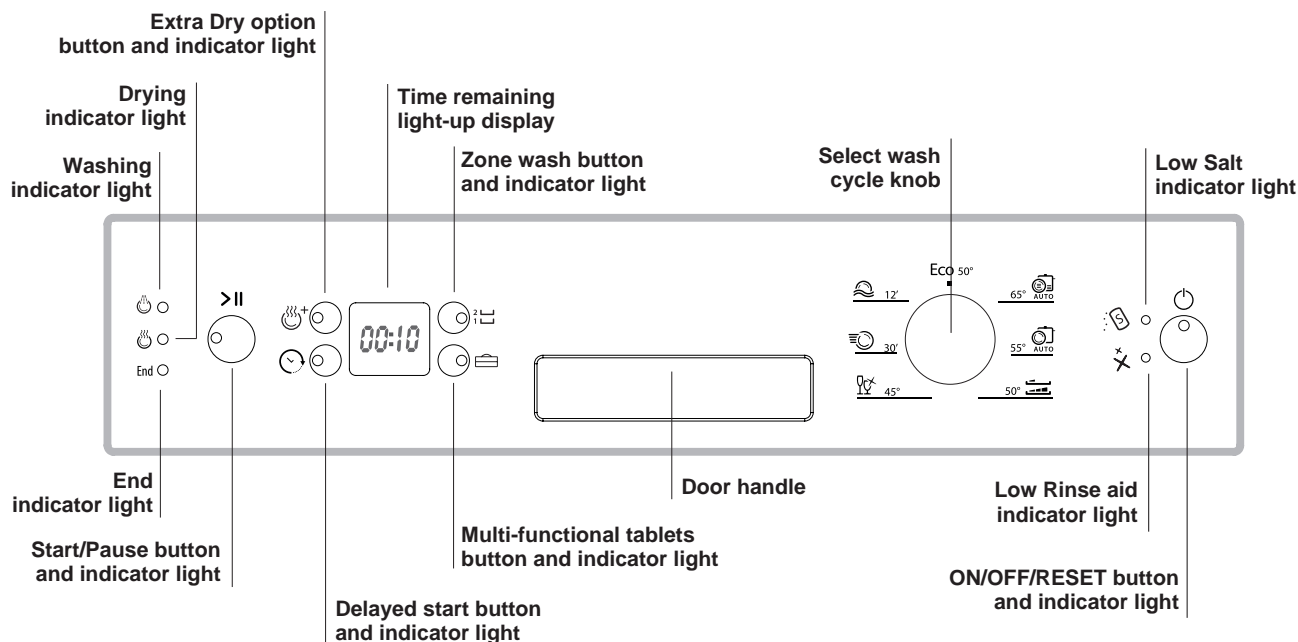 Extra Dry option
button and indicator light
Drying
indicator light
Time remaining
light-up display
Washing
indicator light
Zone wash button
and indicator light
Select wash
cycle knob
Low Salt
indicator light
Eco 50°
>II
+
12'
65°
AUTO
2
1
00:10
S
30'
55°
AUTO
End
45°
50°
End
indicator light
Door handle
Low Rinse aid
indicator light
Start/Pause button
and indicator light
Multi-functional tablets
button and indicator light
ON/OFF/RESET button
and indicator light
Delayed start button
and indicator light